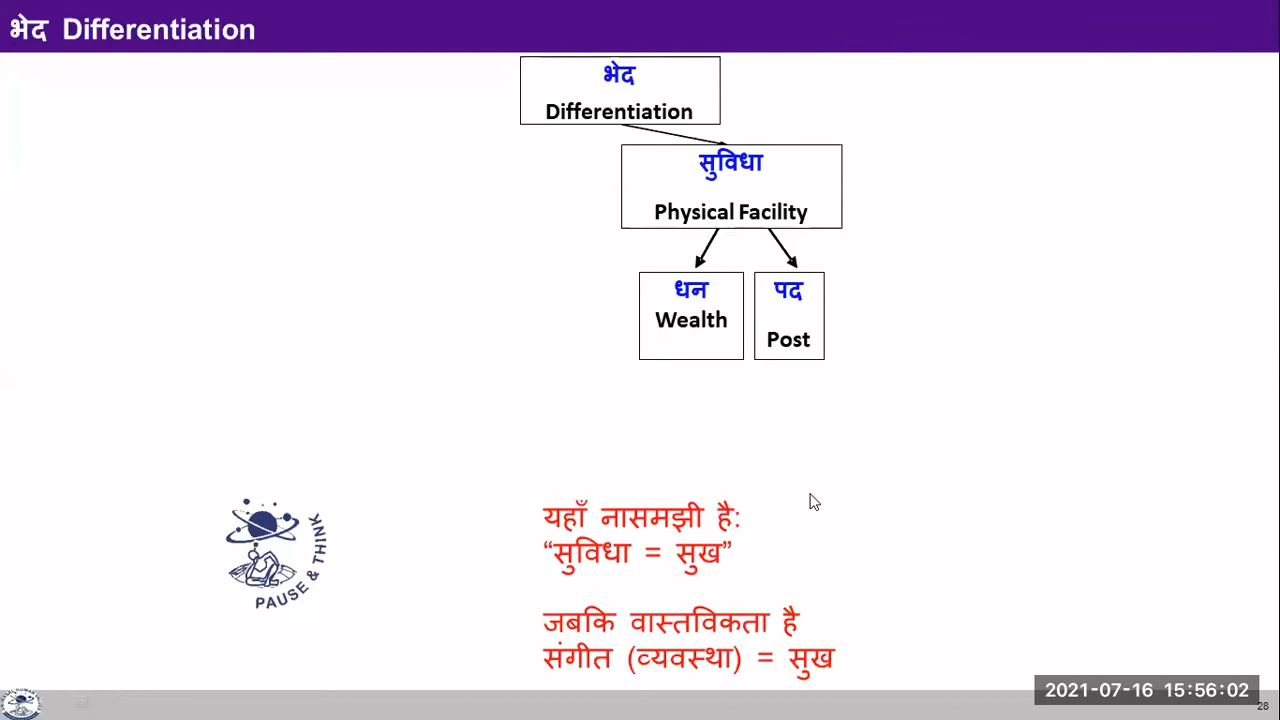 भेद Differentiation
भेद
Differentiation
सुविधा
Physical Facility
धन
Wealth
पद
Post
यहाँ नासमझी है:
“सुविधा = सुख”
जबकि वास्तविकता है
संगीत (व्यवस्था) = सुख
PAUSE & THINK
2021-07-16 15:56:02
28